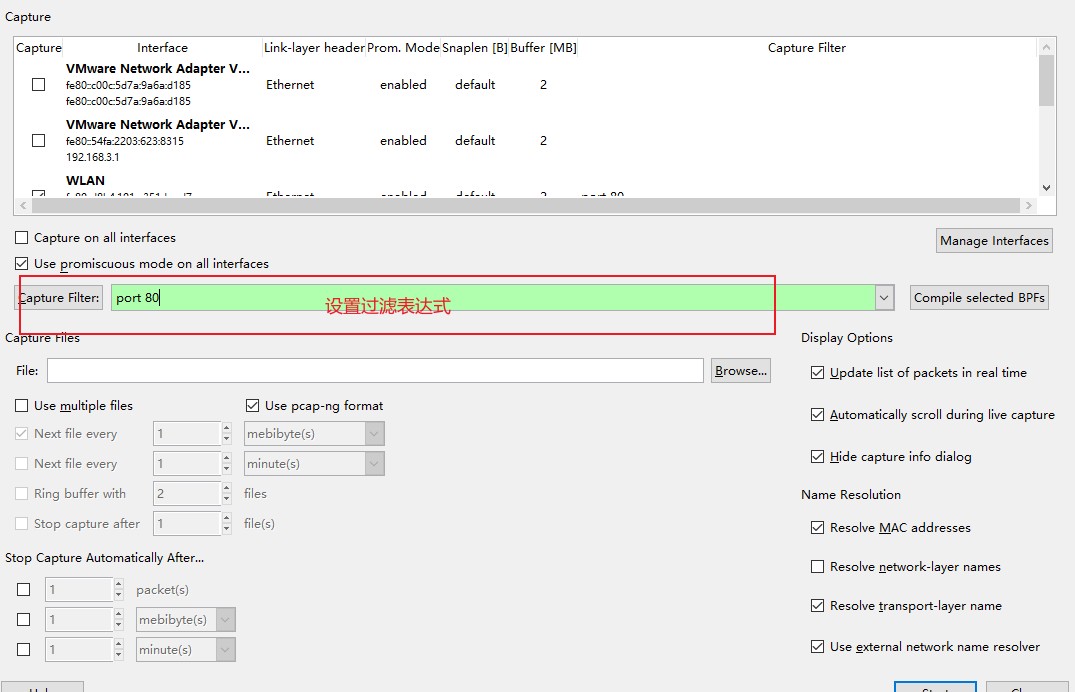 Capture
Capture Interface Link-layer header Prom. Mode Snaplen [B] Buffer [MB] Capture Filter
VMware Network Adapter V...
fe80::c00c:5d7a:9a6a:d185 Ethernet enabled default 2
fe80::c00c:5d7a:9a6a:d185
VMware Network Adapter V...
fe80::54fa:2203:623:8315 Ethernet enabled default 2
192.168.3.1
WLAN
Ethernet enabled default 2 port 80
Capture on all interfaces
Manage Interfaces
Use promiscuous mode on all interfaces
Capture Filter: port 80 Compile selected BPFs
设置过滤表达式
Capture Files
File: Browse...
Use multiple files Use pcap-ng format
Next file every 1 mebibyte(s)
Next file every 1 minute(s)
Ring buffer with 2 files
Stop capture after 1 file(s)
Stop Capture Automatically After...
1 packet(s)
1 mebibyte(s)
1 minute(s)
Display Options
Update list of packets in real time
Automatically scroll during live capture
Hide capture info dialog
Name Resolution
Resolve MAC addresses
Resolve network-layer names
Resolve transport-layer name
Use external network name resolver
Help Start Close